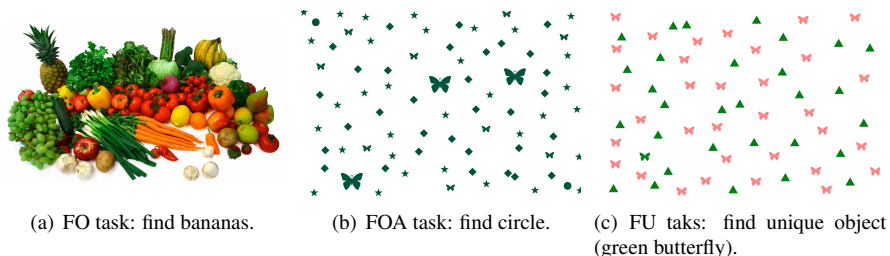 (a) FO task: find bananas.
(b) FOA task: find circle.
(c) FU taks: find unique object
(green butterfly).